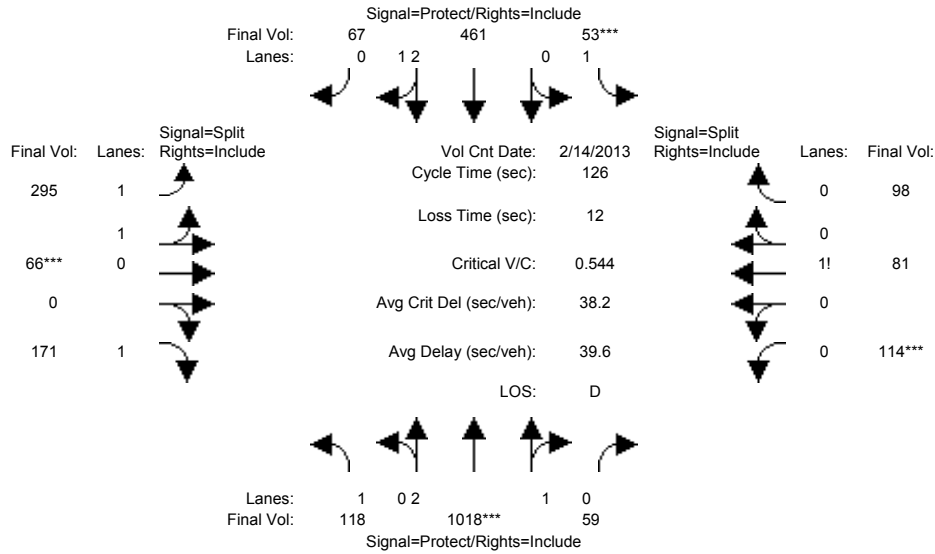 Signal=Protect/Rights=Include
Final Vol: 67 461 53***
Lanes: 0 1 2 0 1
Signal=Split Signal=Split
Final Vol: Lanes: Rights=Include Vol Cnt Date: 2/14/2013 Rights=Include Lanes: Final Vol:
Cycle Time (sec): 126
295 1 0 98
Loss Time (sec): 12
1 0
66*** 0 Critical V/C: 0.544 1! 81
0 Avg Crit Del (sec/veh): 38.2 0
171 1 Avg Delay (sec/veh): 39.6 0 114***
LOS: D
Lanes: 1 0 2 1 0
Final Vol: 118 1018*** 59
Signal=Protect/Rights=Include